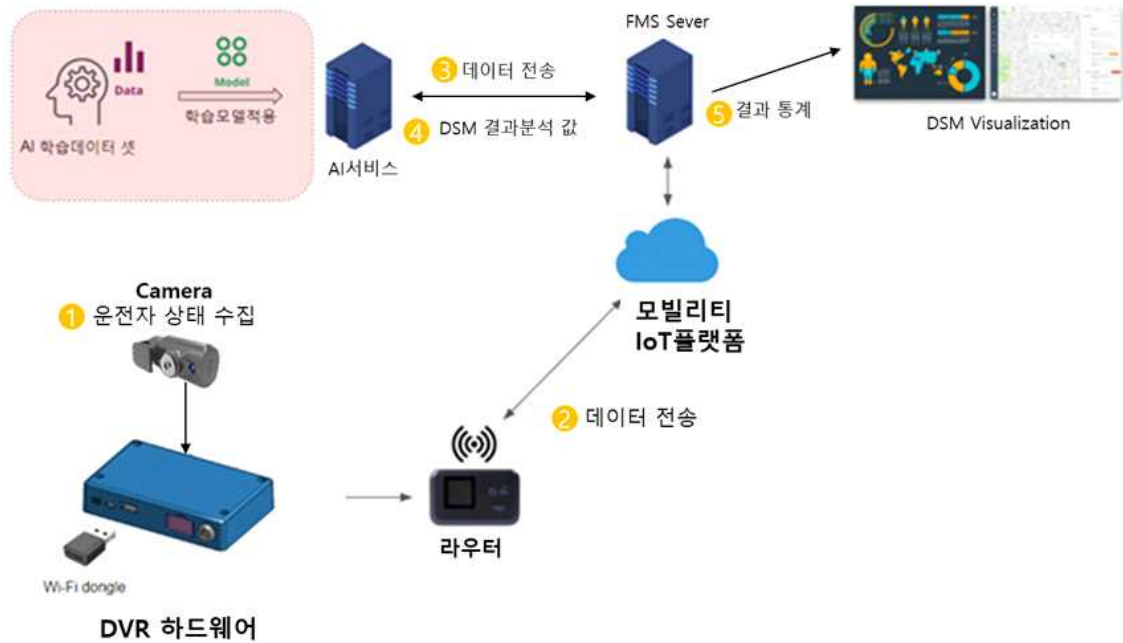 FMS Sever
Data
Model
학습모델적용
AI 학습데이터 셋
AI서비스
3 데이터 전송
4 DSM 결과분석 값
5 결과 통계
DSM Visualization
Camera
1 운전자 상태 수집
모빌리티
IoT플랫폼
2 데이터 전송
라우터
Wi-Fi dongle
DVR 하드웨어